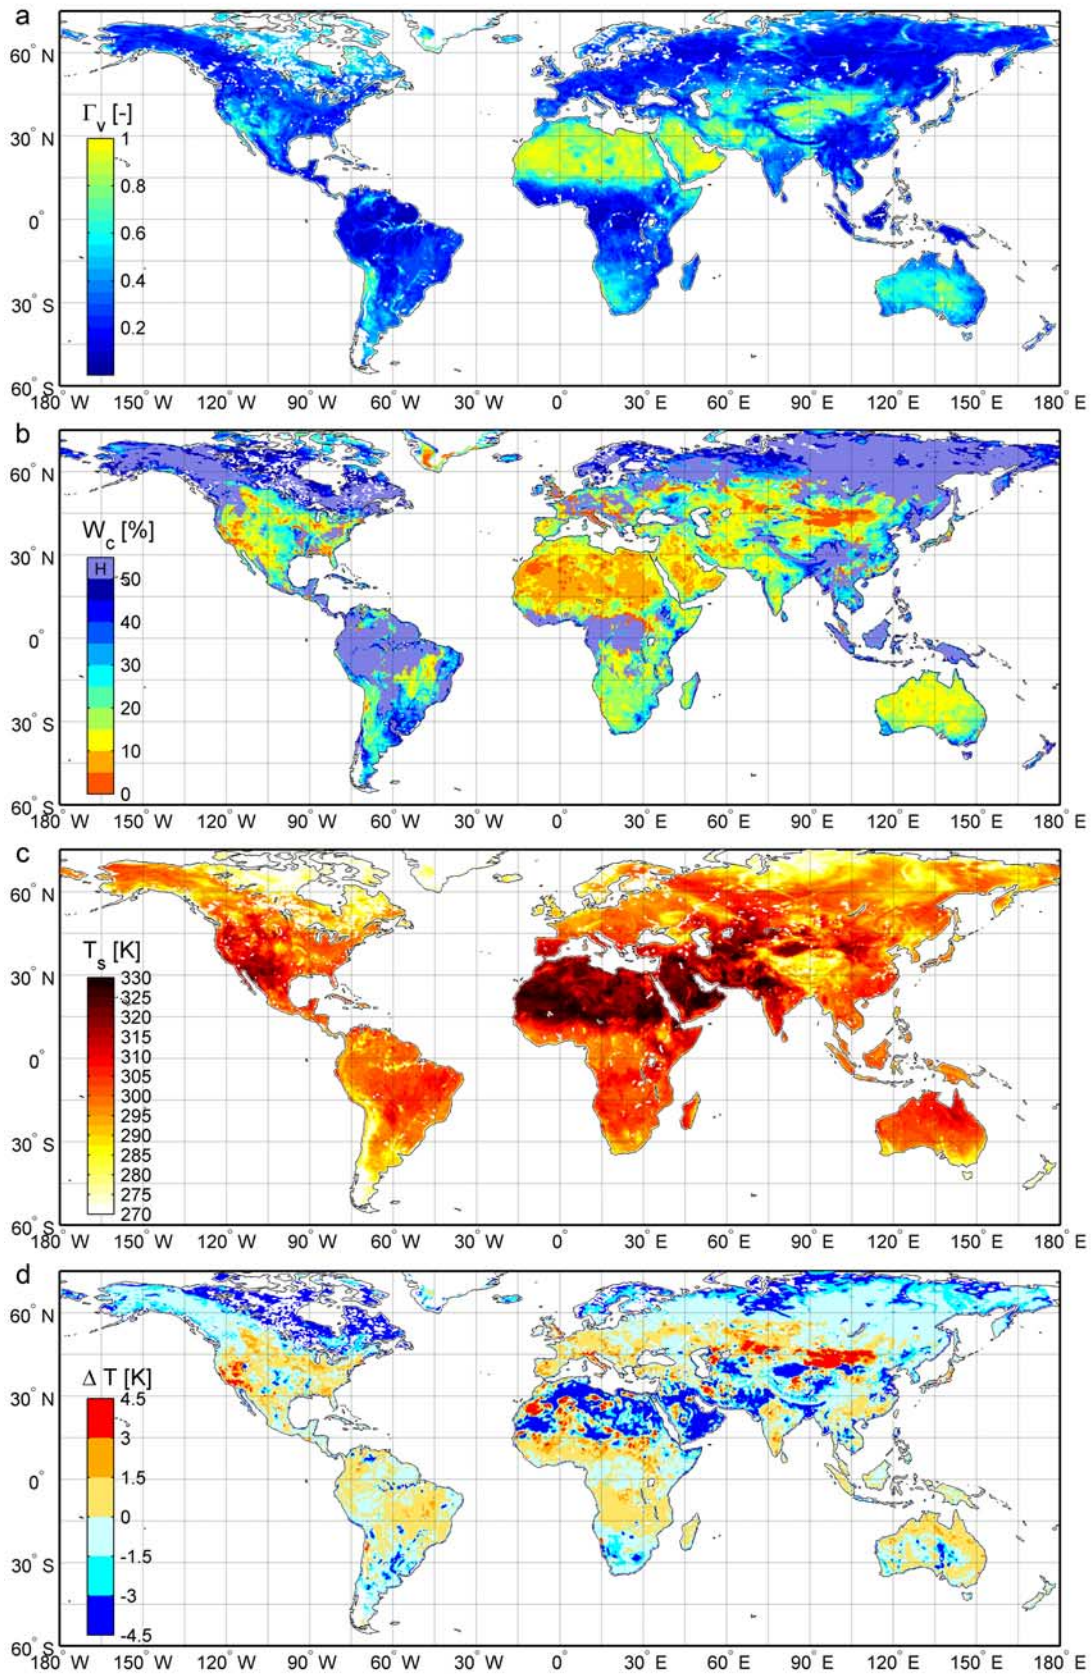 a
60° N
Γv [-]
30° N
1
0.8
0.6
0°
0.4
30° S
0.2
60° S
180° W 150° W 120° W 90° W 60° W 30° W 0° 30° E 60° E 90° E 120° E 150° E 180° E
b
60° N
Wc [%]
30° N
H
50
40
0°
30
20
30° S
10
0
60° S
180° W 150° W 120° W 90° W 60° W 30° W 0° 30° E 60° E 90° E 120° E 150° E 180° E
c
60° N
Ts [K]
30° N
330
325
320
315
310
0°
305
300
295
290
285
30° S
280
275
270
60° S
180° W 150° W 120° W 90° W 60° W 30° W 0° 30° E 60° E 90° E 120° E 150° E 180° E
d
60° N
30° N
Δ T [K]
4.5
3
1.5
0°
0
-1.5
30° S
-3
-4.5
60° S
180° W 150° W 120° W 90° W 60° W 30° W 0° 30° E 60° E 90° E 120° E 150° E 180° E